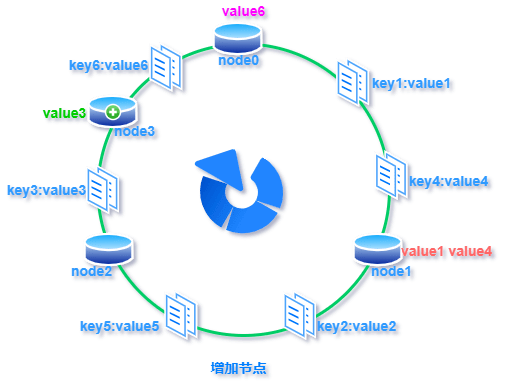 value6
node0
key6:value6
key1:value1
value3
node3
key3:value3
key4:value4
node2
value1 value4
node1
key5:value5
key2:value2
增加节点